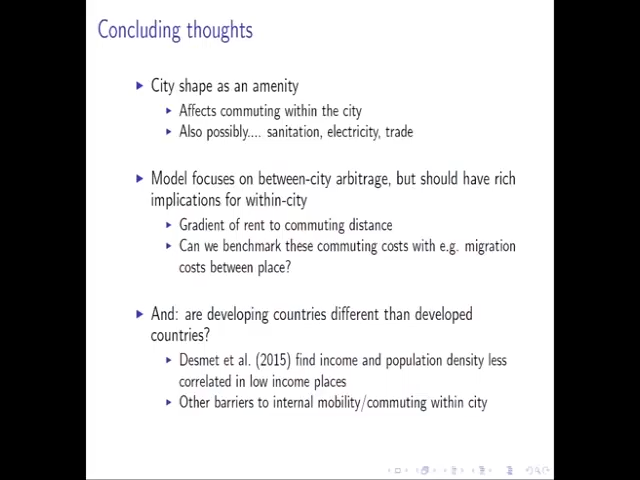 Concluding thoughts
City shape as an amenity
Affects commuting within the city
Also possibly.... sanitation, electricity, trade
Model focuses on between-city arbitrage, but should have rich
implications for within-city
Gradient of rent to commuting distance
Can we benchmark these commuting costs with e.g. migration
costs between place?
And: are developing countries different than developed
countries?
Desmet et al. (2015) find income and population density less
correlated in low income places
Other barriers to internal mobility/commuting within city